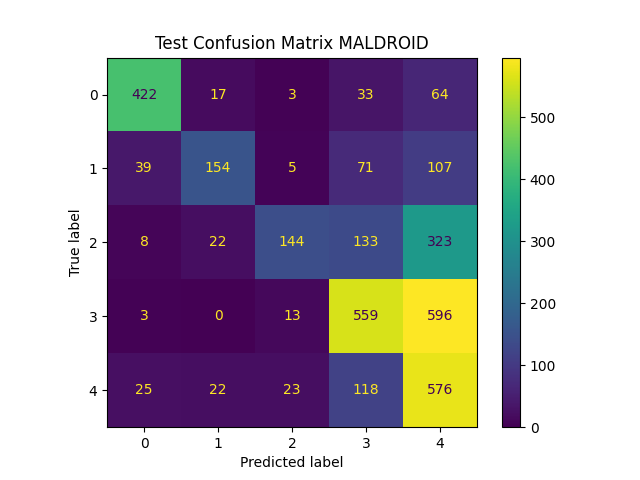 Test Confusion Matrix MALDROID
0 422 17 3 33 64
1 39 154 5 71 107
2 8 22 144 133 323
3 3 0 13 559 596
4 25 22 23 118 576
0 1 2 3 4
Predicted label
True label
500
400
300
200
100
0